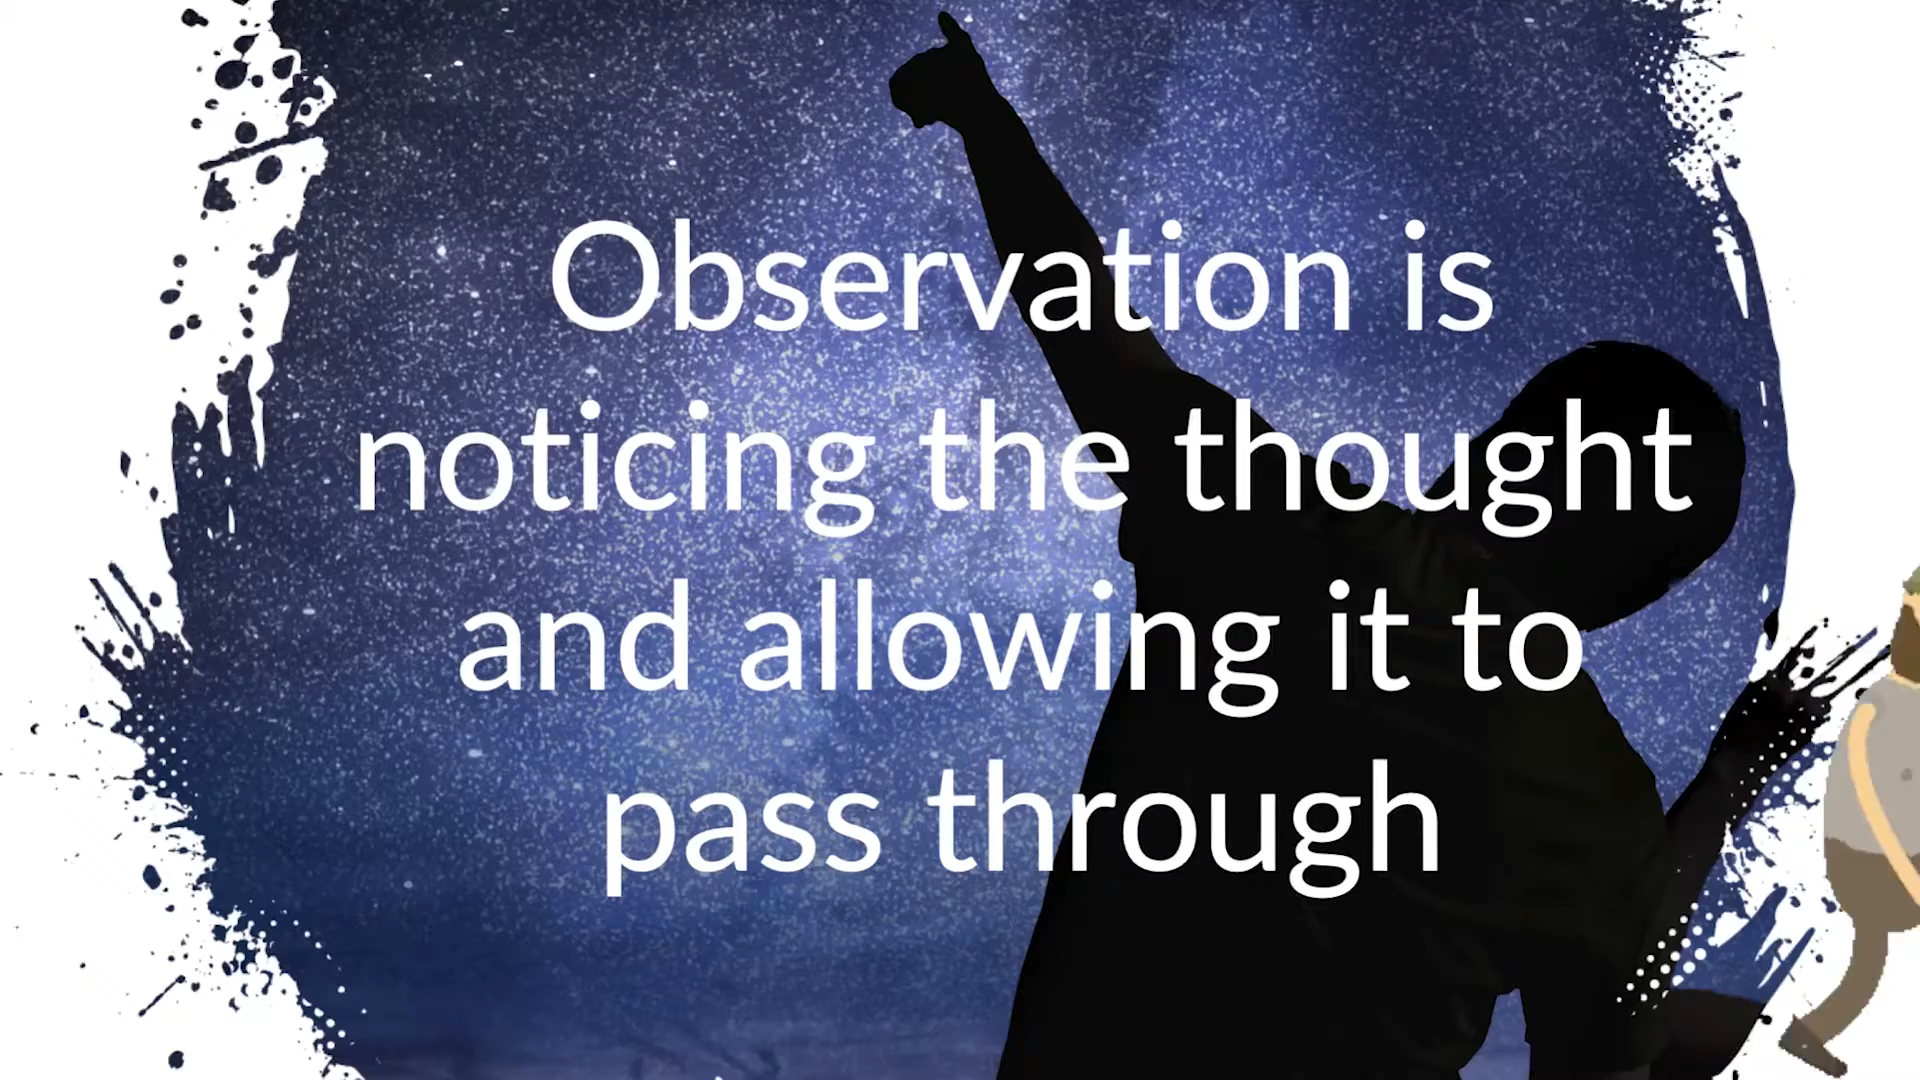 Observation is
noticing the thought
and allowing it to
pass through